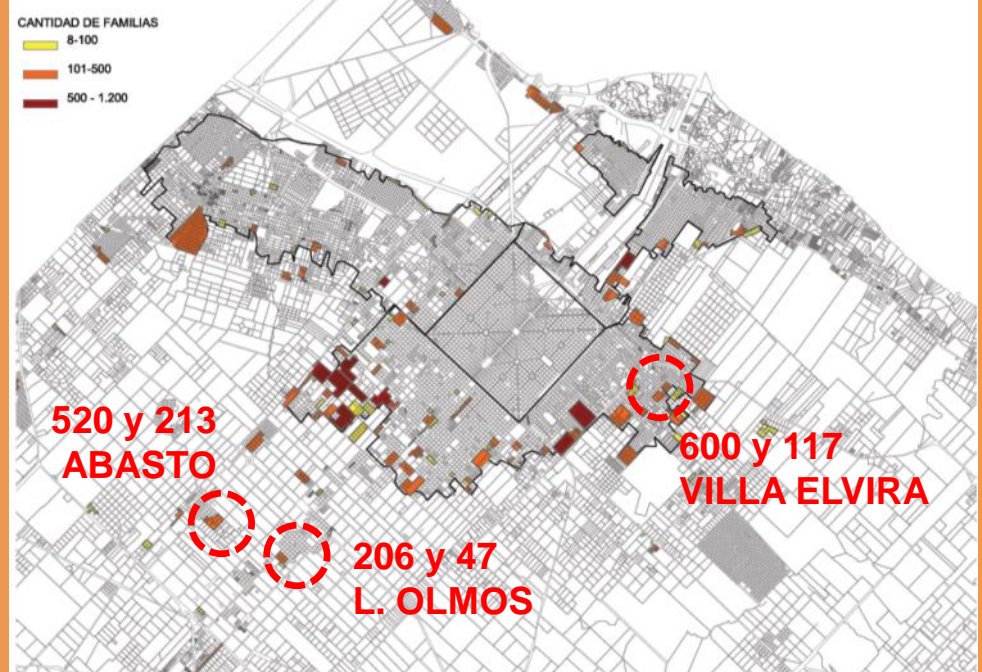 CANTIDAD DE FAMILIAS
8-100
101-500
500 - 1.200
520 y 213
ABASTO
600 y 117
VILLA ELVIRA
206 y 47
L. OLMOS